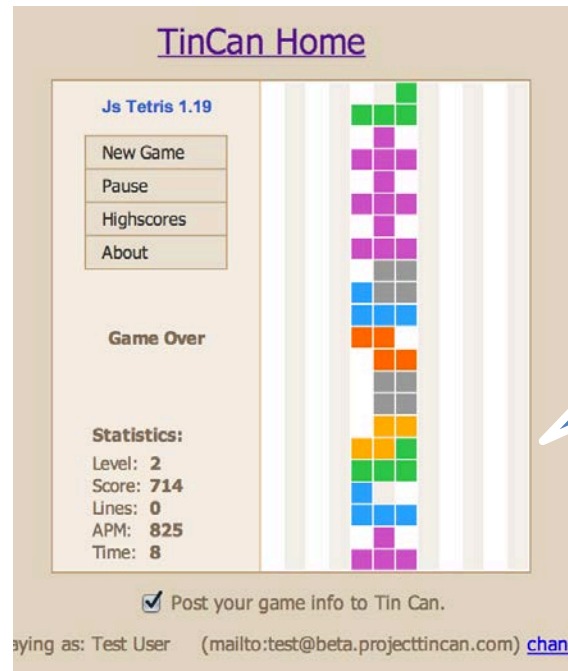 TinCan Home
Js Tetris 1.19
New Game
Pause
Highscores
About
Game Over
Statistics:
Level: 2
Score: 714
Lines: 0
APM: 825
Time: 8
Post your game info to Tin Can.
aying as: Test User (mailto:test@beta.projecttincan.com) chan